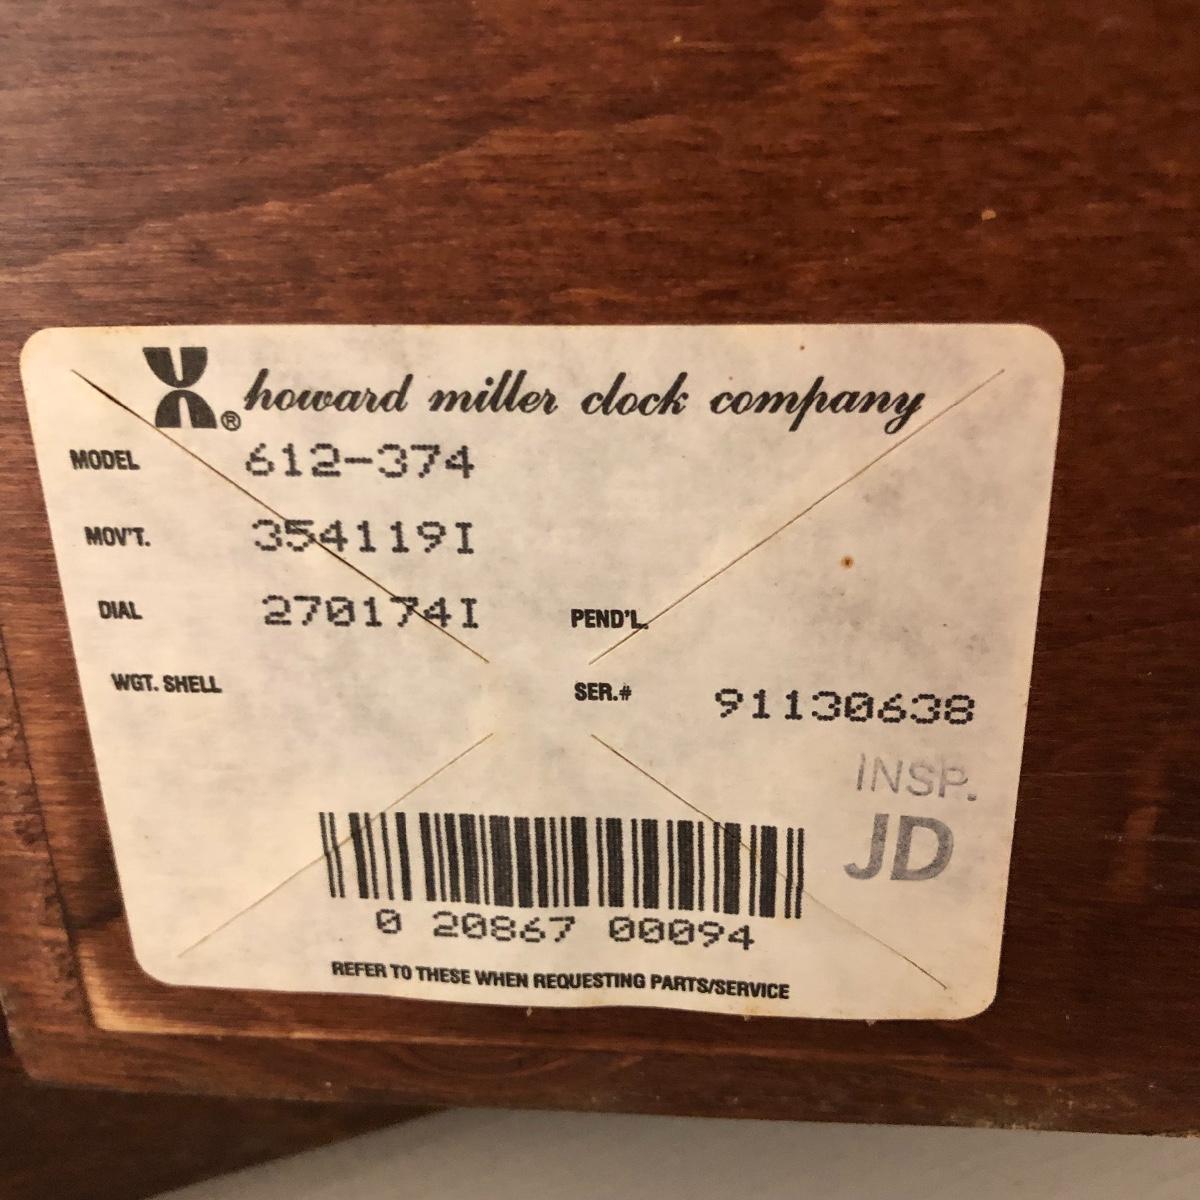 ® howard miller clock company
MODEL 612-374
MOV'T. 354119I
DIAL 270174I PEND'L.
WGT. SHELL SER.# 91130638
INSP.
JD
0 20867 00094
REFER TO THESE WHEN REQUESTING PARTS/SERVICE